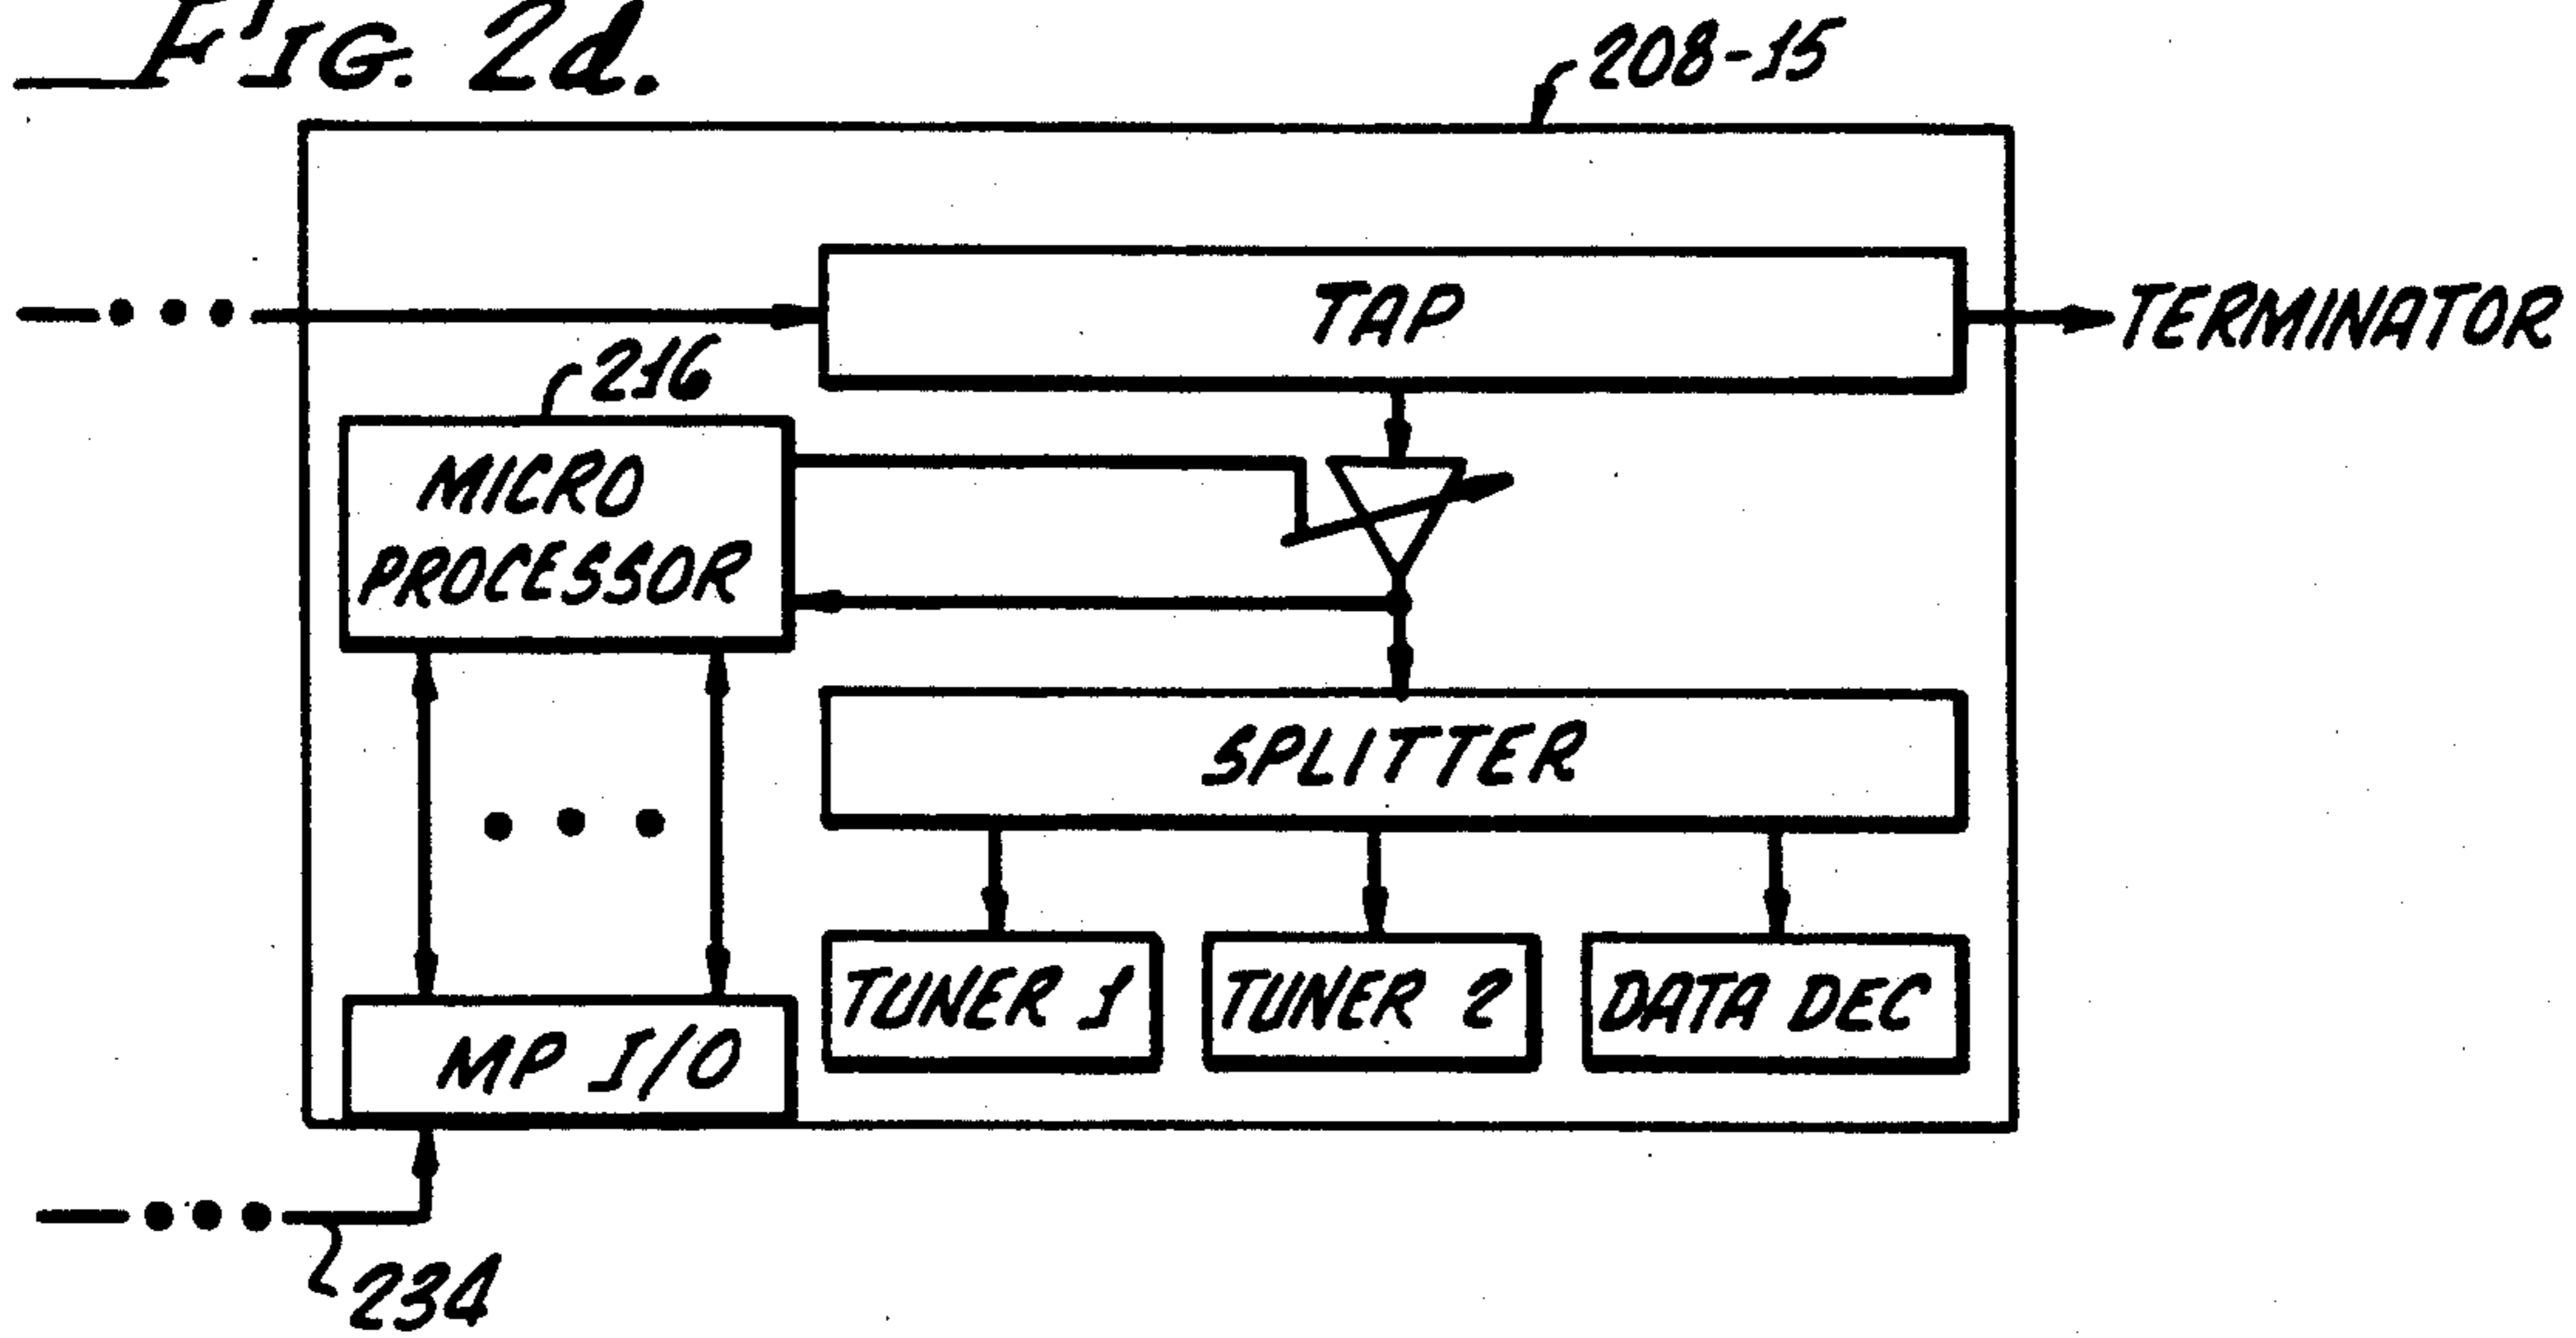 FIG. 2d.
208-15
TAP
TERMINATOR
216
MICRO
PROCESSOR
SPLITTER
TUNER 1
TUNER 2
DATA DEC
MP I/O
234